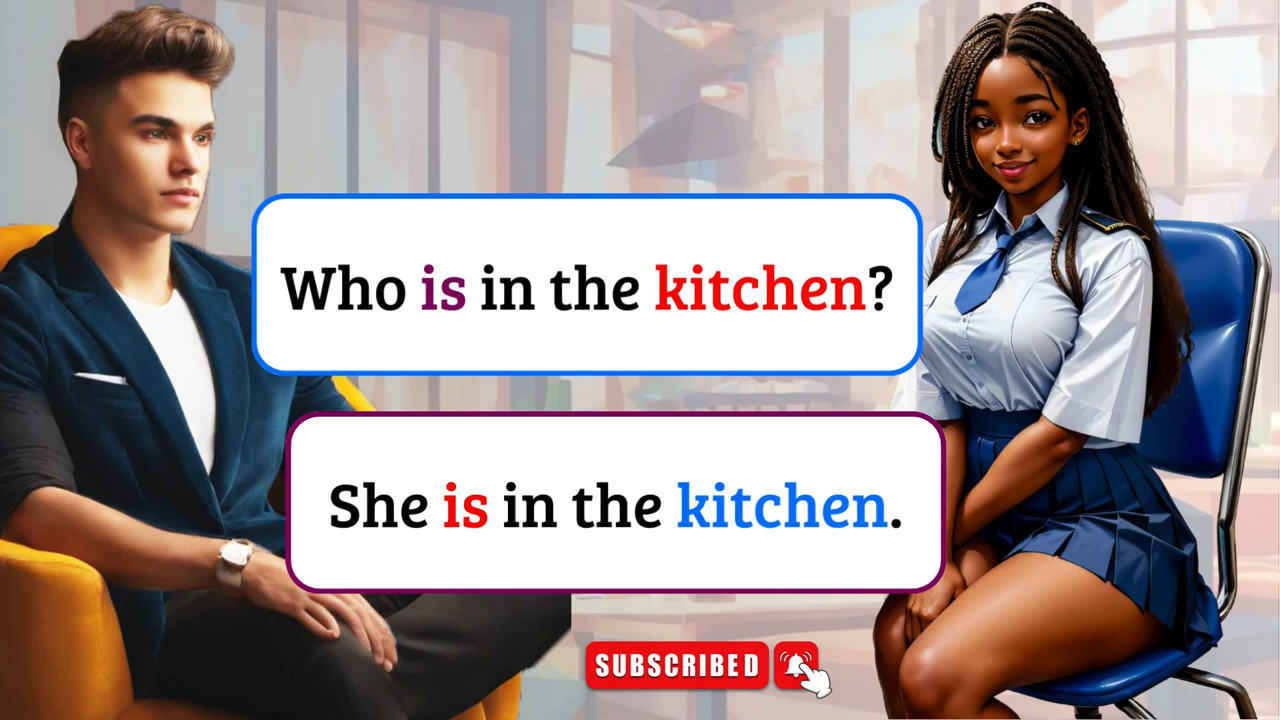 Who is in the kitchen?
She is in the kitchen.
SUBSCRIBED